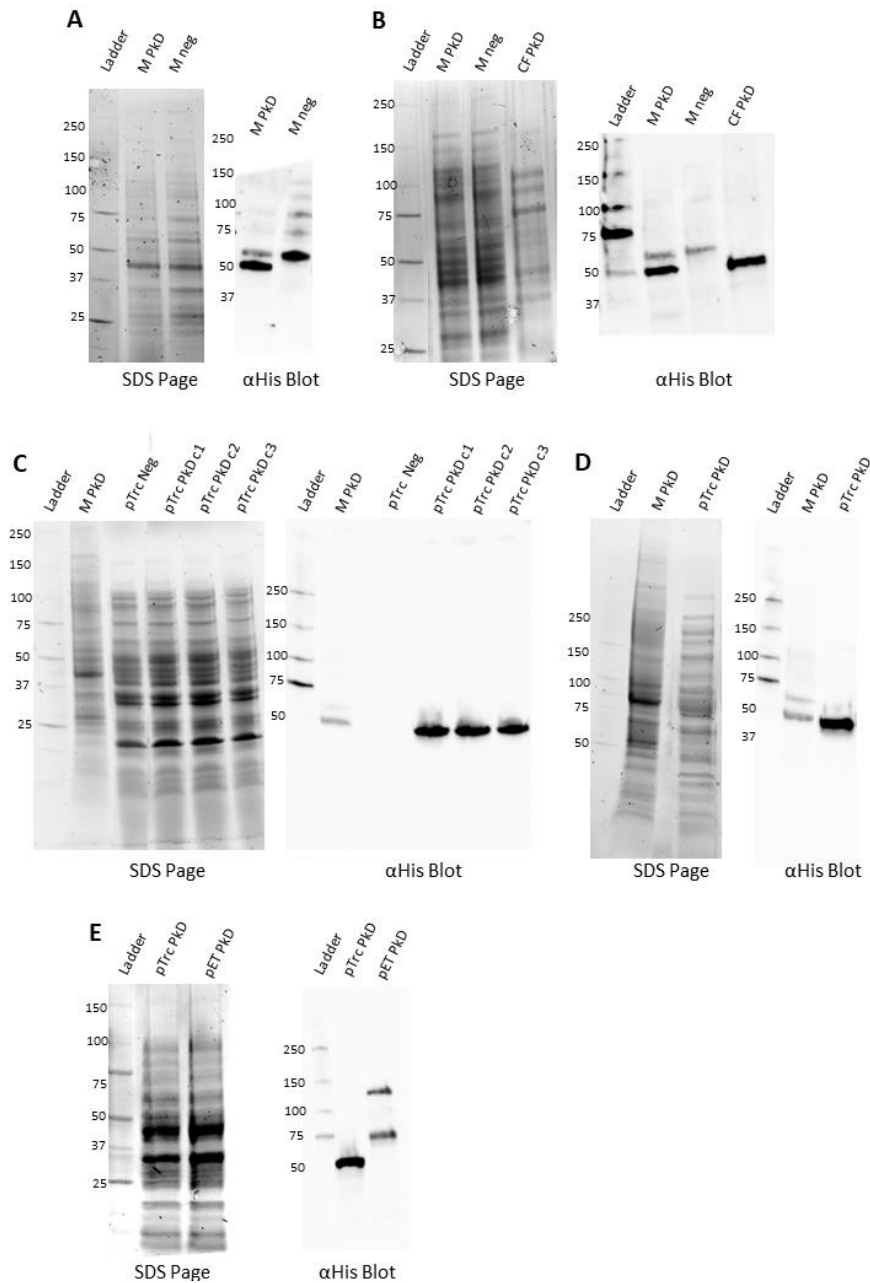 A
Ladder
M PkD
M neg
250
150
100
75
50
37
25
SDS Page
M PkD
M neg
250
150
100
75
50
37
αHis Blot
B
Ladder
M PkD
M neg
CF PkD
250
150
100
75
50
37
25
SDS Page
Ladder
M PkD
M neg
CF PkD
250
150
100
75
50
37
αHis Blot
C
Ladder
M PkD
pTrc Neg
pTrc PkD c1
pTrc PkD c2
pTrc PkD c3
250
150
100
75
50
37
25
SDS Page
Ladder
M PkD
pTrc Neg
pTrc PkD c1
pTrc PkD c2
pTrc PkD c3
250
150
100
75
50
αHis Blot
D
Ladder
M PkD
pTrc PkD
250
150
100
75
50
SDS Page
Ladder
M PkD
pTrc PkD
250
150
100
75
50
37
αHis Blot
E
Ladder
pTrc PkD
pET PkD
150
100
75
50
37
25
SDS Page
Ladder
pTrc PkD
pET PkD
250
150
100
75
50
αHis Blot